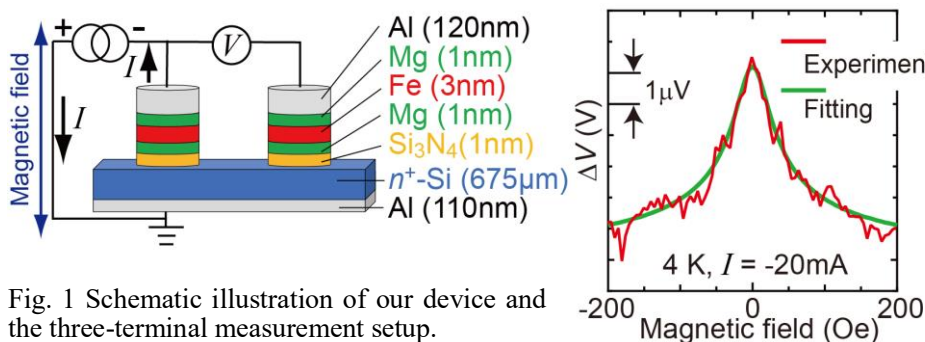 Magnetic field
+
-
I
V
I
Al (120nm)
Mg (1nm)
Fe (3nm)
Mg (1nm)
Si₃N₄(1nm)
n⁺-Si (675μm)
Al (110nm)
Fig. 1 Schematic illustration of our device and
the three-terminal measurement setup.
ΔV (V)
1μV
Experimen
Fitting
4 K, I = -20mA
-200
0
200
Magnetic field (Oe)